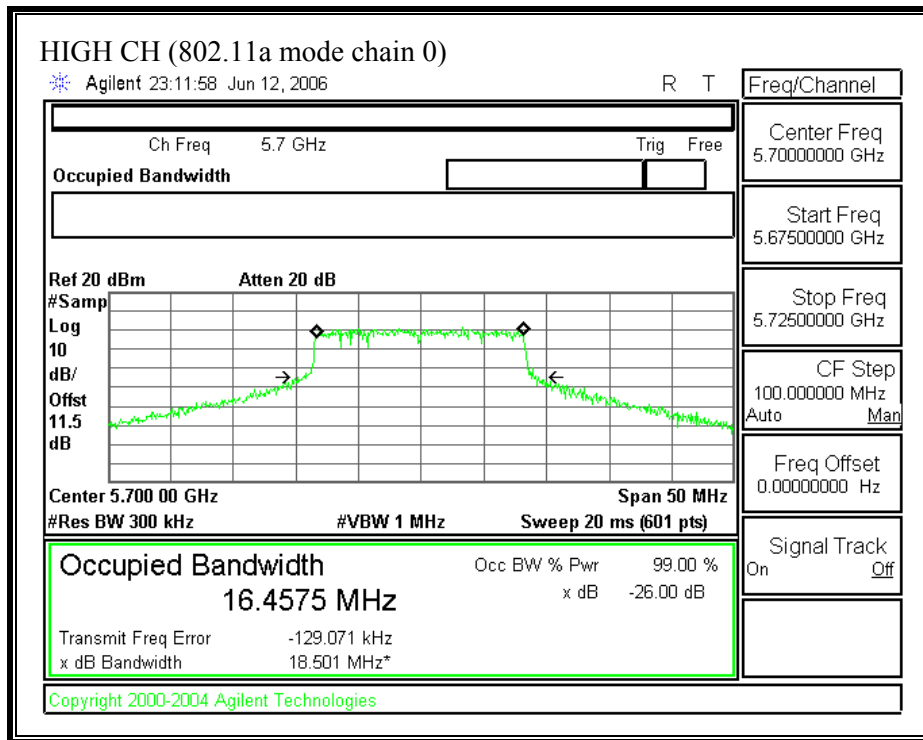 HIGH CH (802.11a mode chain 0)
Agilent 23:11:58 Jun 12, 2006 R T
Freq/Channel
Ch Freq 5.7 GHz Trig Free
Occupied Bandwidth
Center Freq
5.70000000 GHz
Start Freq
5.67500000 GHz
Stop Freq
5.72500000 GHz
CF Step
100.000000 MHz
Auto Man
Freq Offset
0.00000000 Hz
Signal Track
On Off
Ref 20 dBm Atten 20 dB
#Samp
Log
10
dB/
Offst
11.5
dB
Center 5.700 00 GHz Span 50 MHz
#Res BW 300 kHz #VBW 1 MHz Sweep 20 ms (601 pts)
Occupied Bandwidth Occ BW % Pwr 99.00 %
16.4575 MHz x dB -26.00 dB
Transmit Freq Error -129.071 kHz
x dB Bandwidth 18.501 MHz*
Copyright 2000-2004 Agilent Technologies